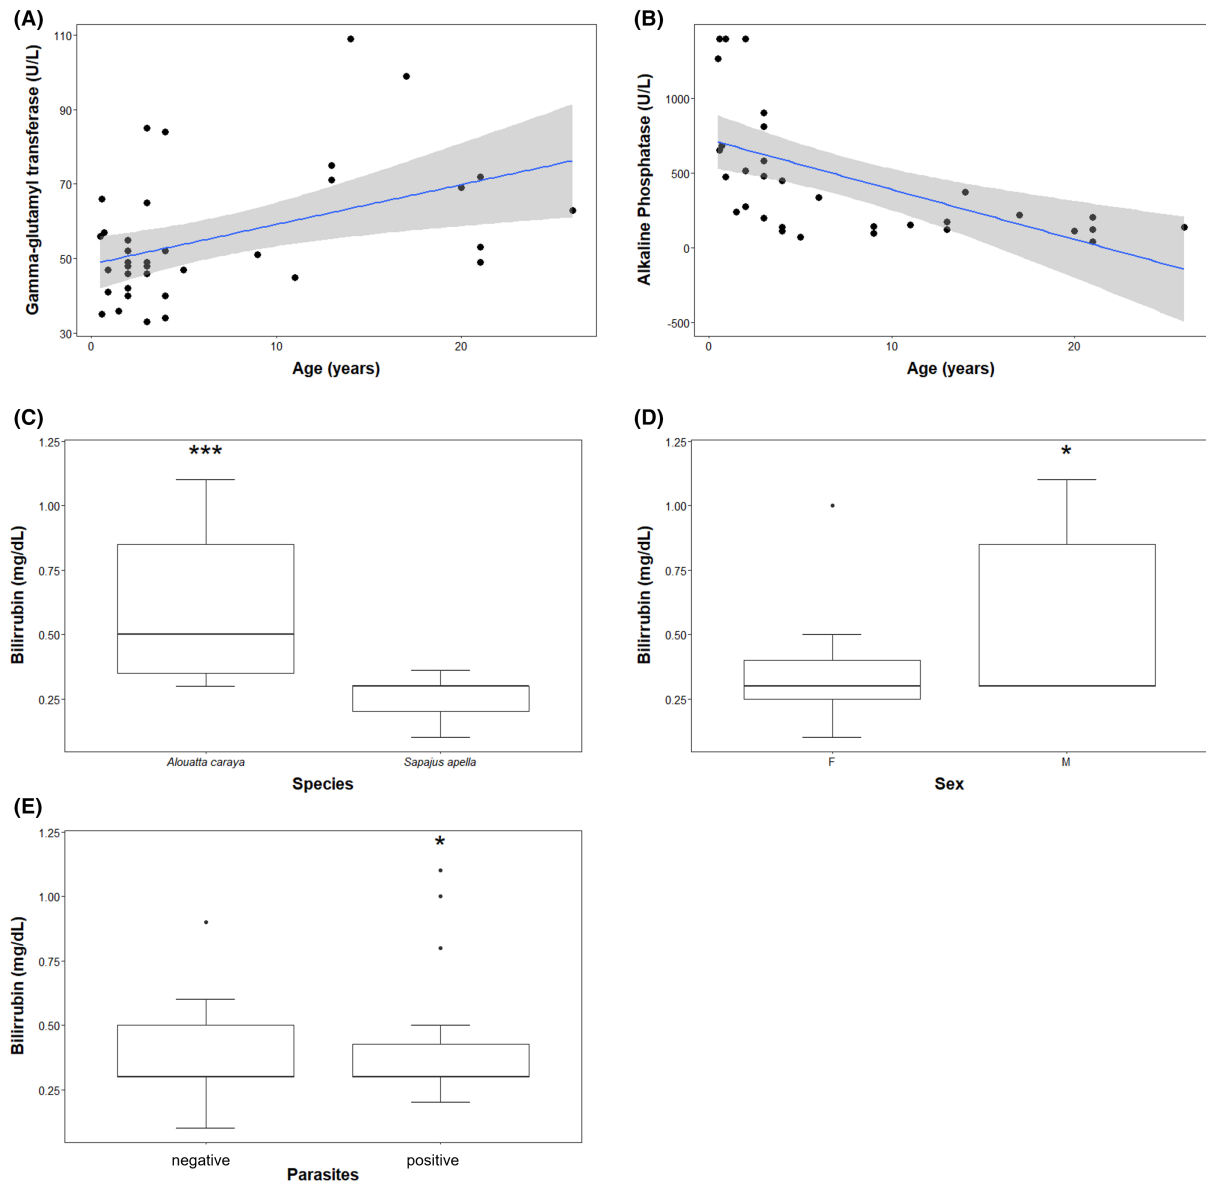 (A)
Gamma-glutamyl transferase (U/L)
110
90
70
50
30
0 10 20
Age (years)
(B)
Alkaline Phosphatase (U/L)
1000
500
0
-500
0 10 20
Age (years)
(C)
Bilirrubin (mg/dL)
1.25
1.00
0.75
0.50
0.25
***
Alouatta caraya Sapajus apella
Species
(D)
Bilirrubin (mg/dL)
1.25
1.00
0.75
0.50
0.25
*
F M
Sex
(E)
Bilirrubin (mg/dL)
1.25
1.00
0.75
0.50
0.25
*
negative positive
Parasites